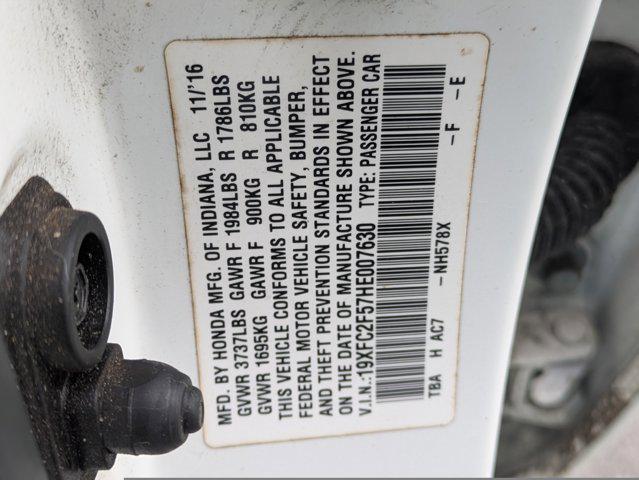 MFD. BY HONDA MFG. OF INDIANA, LLC 11/'16
GVWR 3737LBS GAWR F 1984LBS R 1786LBS
GVWR 1695KG GAWR F 900KG R 810KG
THIS VEHICLE CONFORMS TO ALL APPLICABLE
FEDERAL MOTOR VEHICLE SAFETY, BUMPER,
AND THEFT PREVENTION STANDARDS IN EFFECT
ON THE DATE OF MANUFACTURE SHOWN ABOVE.
V.I.N.:19XFC2F57HE007630 TYPE: PASSENGER CAR
TBA H AC7 -NH578X -F -E